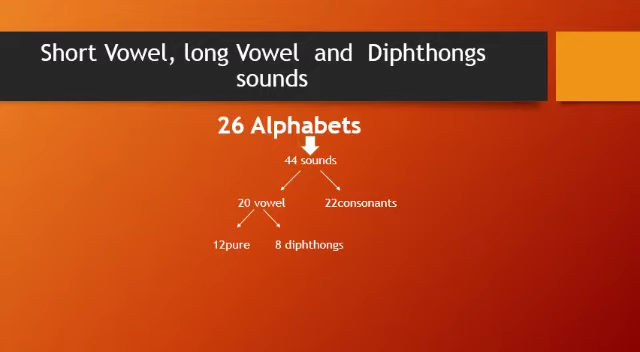 Short Vowel, long Vowel and Diphthongs
sounds
26 Alphabets
44 sounds
20 vowel 22consonants
12pure 8 diphthongs